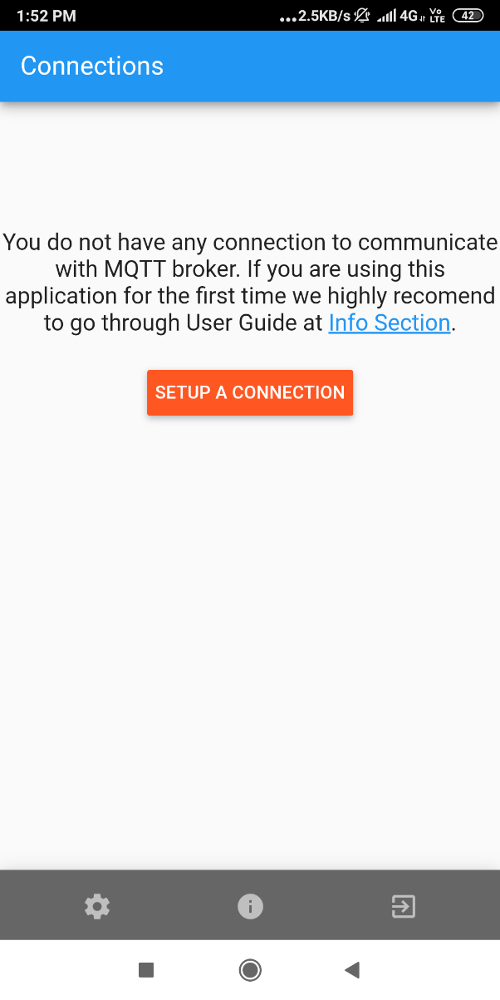 1:52 PM
...2.5KB/s 4G Vo LTE 42
Connections
You do not have any connection to communicate
with MQTT broker. If you are using this
application for the first time we highly recomend
to go through User Guide at Info Section.
SETUP A CONNECTION